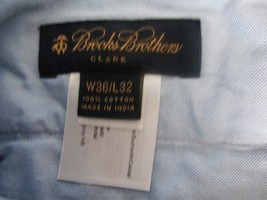 Brooks Brothers
CLARK
W36/L32
100% COTTON
MADE IN INDIA